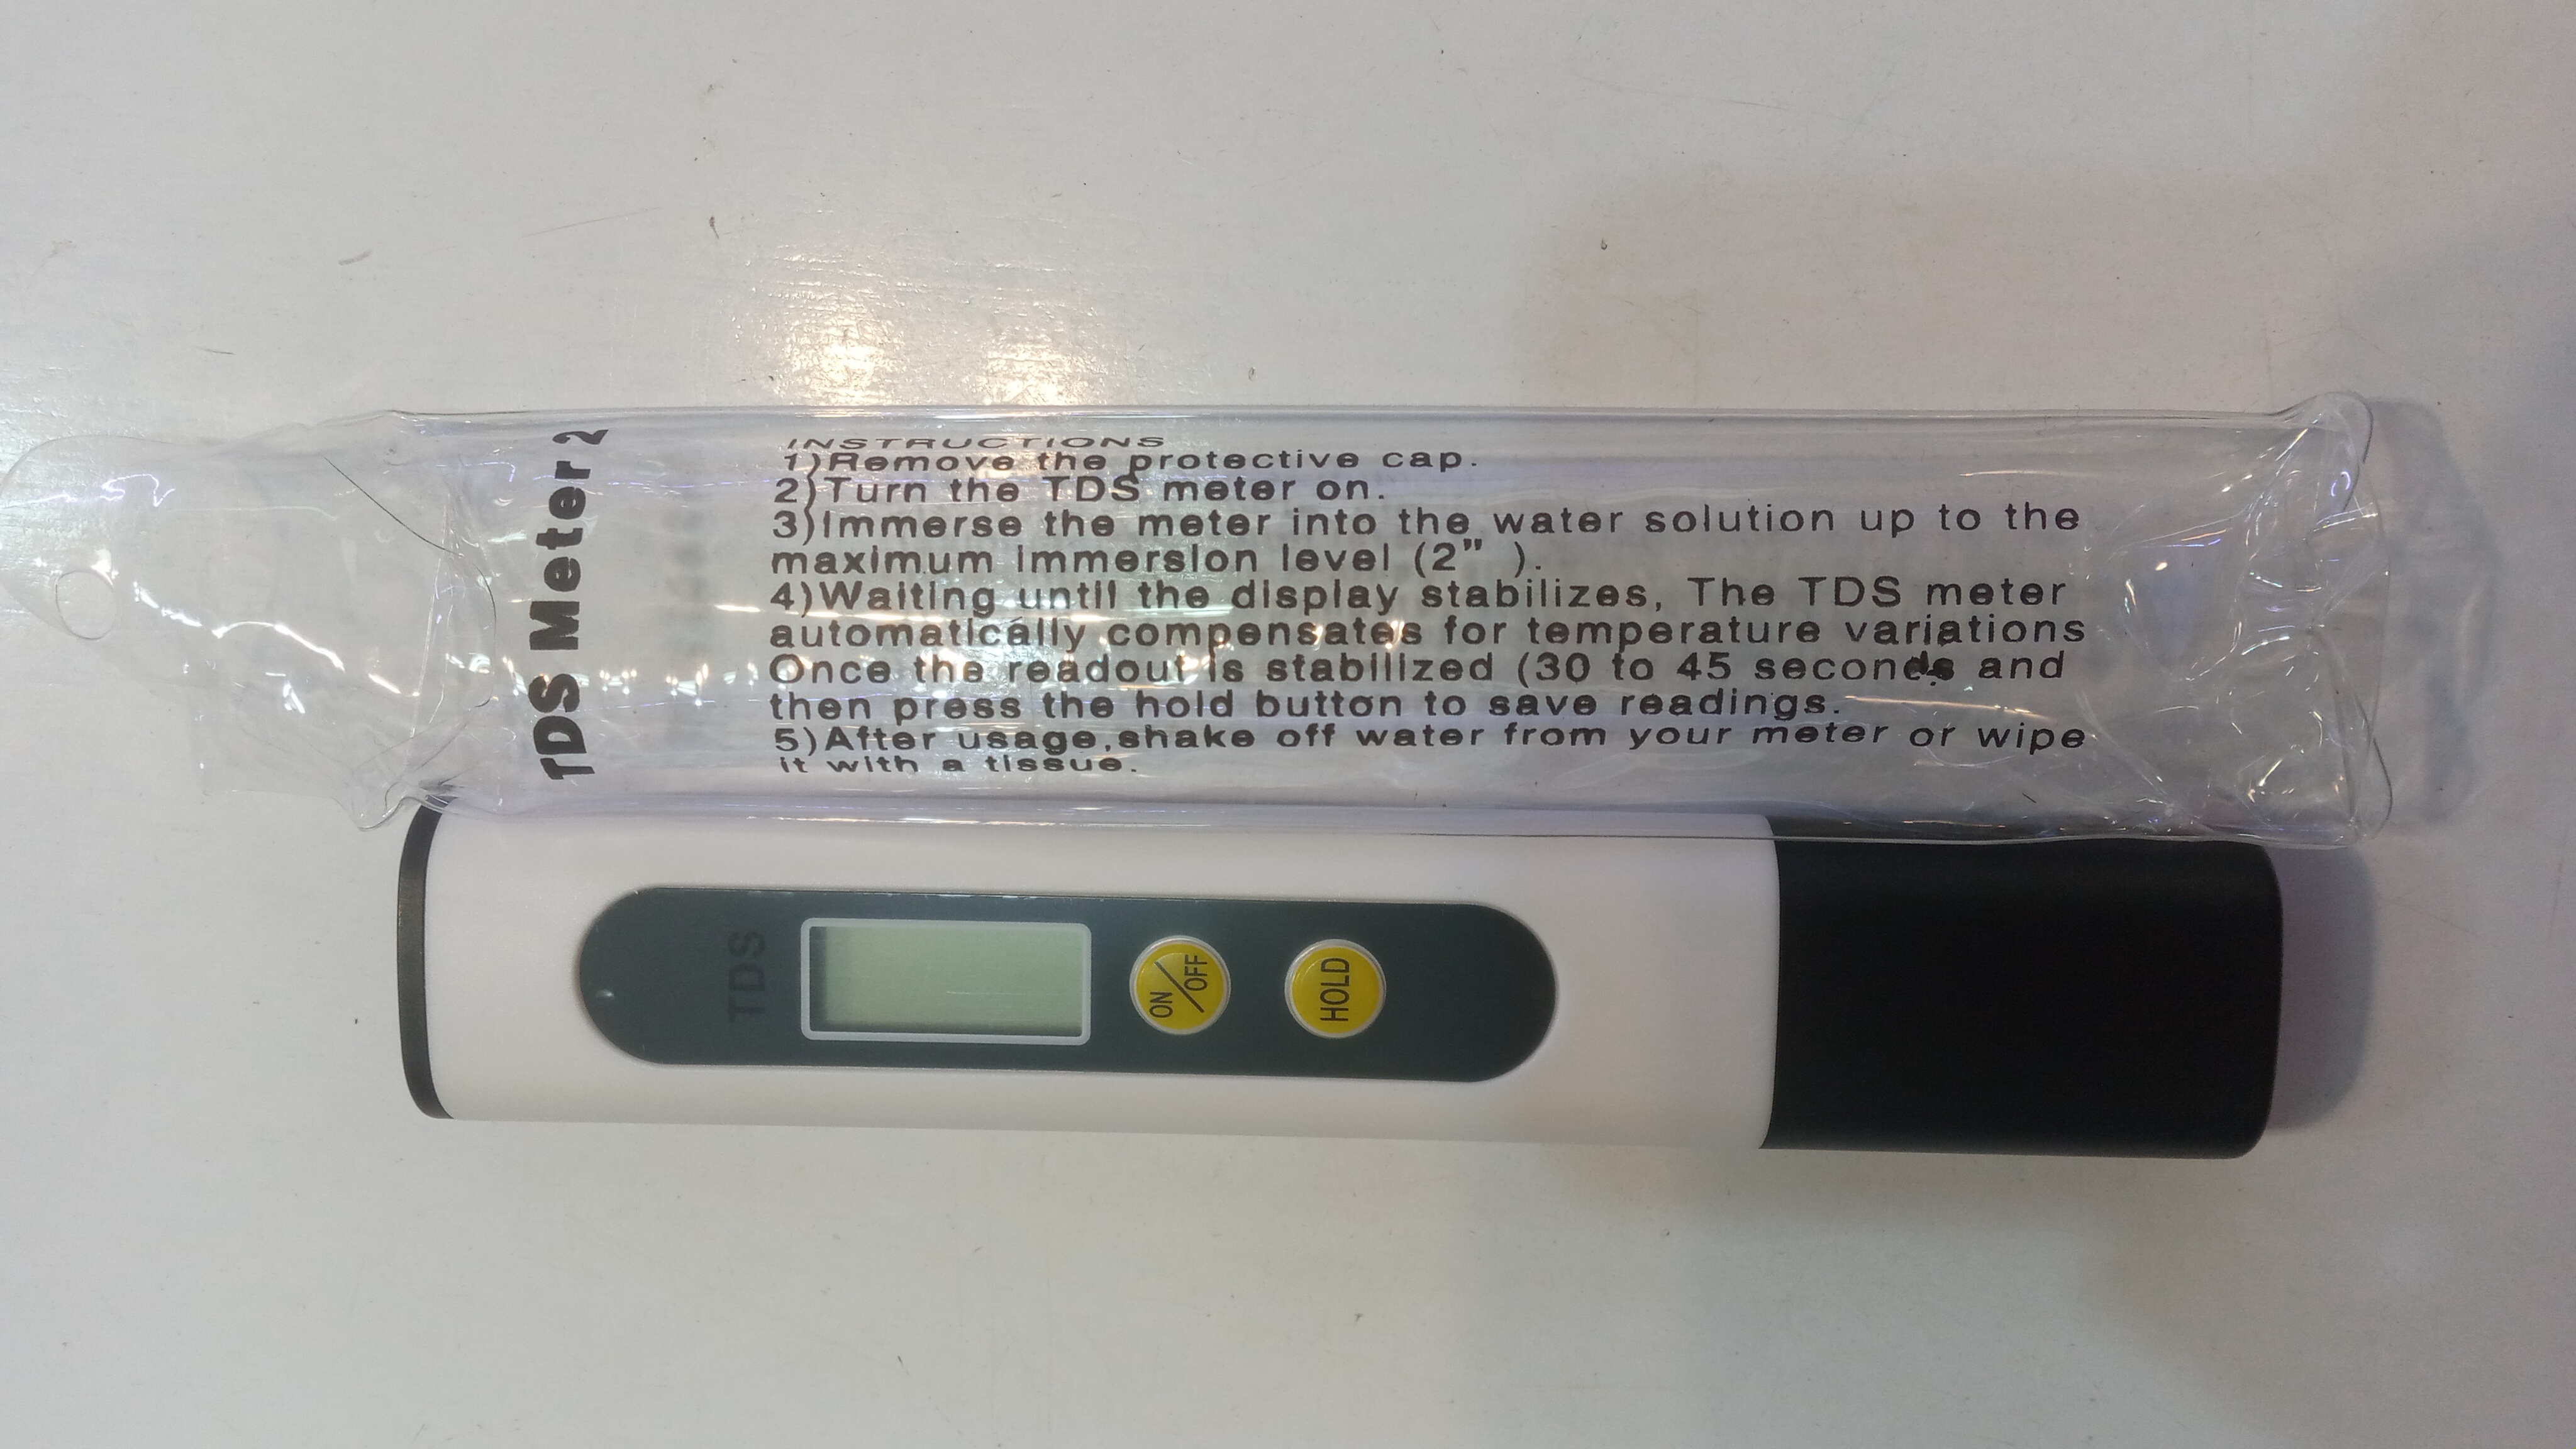 TDS Meter 2
INSTRUCTIONS
1)Remove the protective cap.
2)Turn the TDS meter on.
3)Immerse the meter into the water solution up to the
maximum immersion level (2" ).
4)Waiting until the display stabilizes, The TDS meter
automatically compensates for temperature variations
Once the readout is stabilized (30 to 45 seconds and
then press the hold button to save readings.
5)After usage,shake off water from your meter or wipe
it with a tissue.
TDS
ON/OFF
HOLD